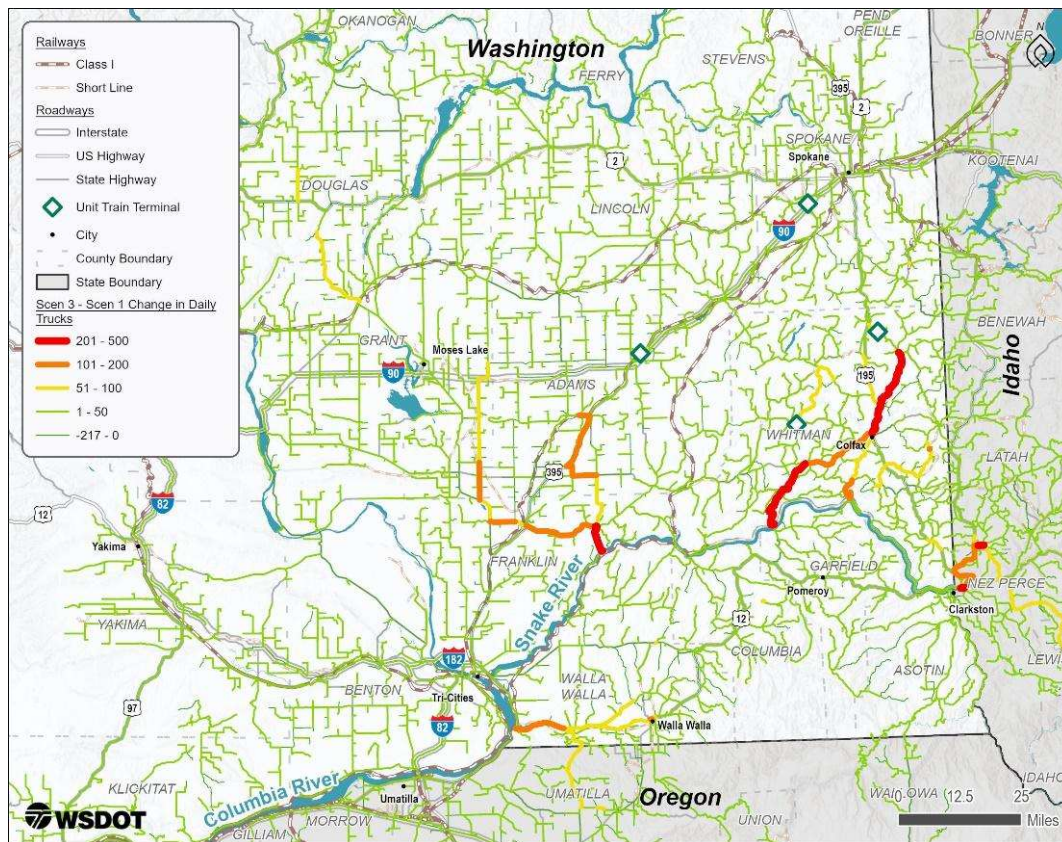 Railways
Class I
Short Line
Roadways
Interstate
US Highway
State Highway
Unit Train Terminal
City
County Boundary
State Boundary
Scen 3 - Scen 1 Change in Daily
Trucks
201 - 500
101 - 200
51 - 100
1 - 50
-217 - 0
OKANOGAN
Washington
FERRY
STEVENS
PEND
OREILLE
BONNER
N
395
2
SPOKANE
Spokane
KOOTENAI
2
DOUGLAS
LINCOLN
90
BENEWAH
Idaho
GRANT
Moses Lake
90
ADAMS
195
WHITMAN
Colfax
LATAH
395
82
12
Yakima
FRANKLIN
GARFIELD
Pomeroy
NEZ PERCE
Clarkston
Snake River
12
COLUMBIA
YAKIMA
LEWI
ASOTIN
182
BENTON
Tri-Cities
WALLA
WALLA
97
82
Walla Walla
KLICKITAT
Columbia River
Umatilla
UMATILLA
Oregon
WALLOWA
IDAHO
WSDOT
MORROW
GILLIAM
UNION
0 12.5 25
Miles